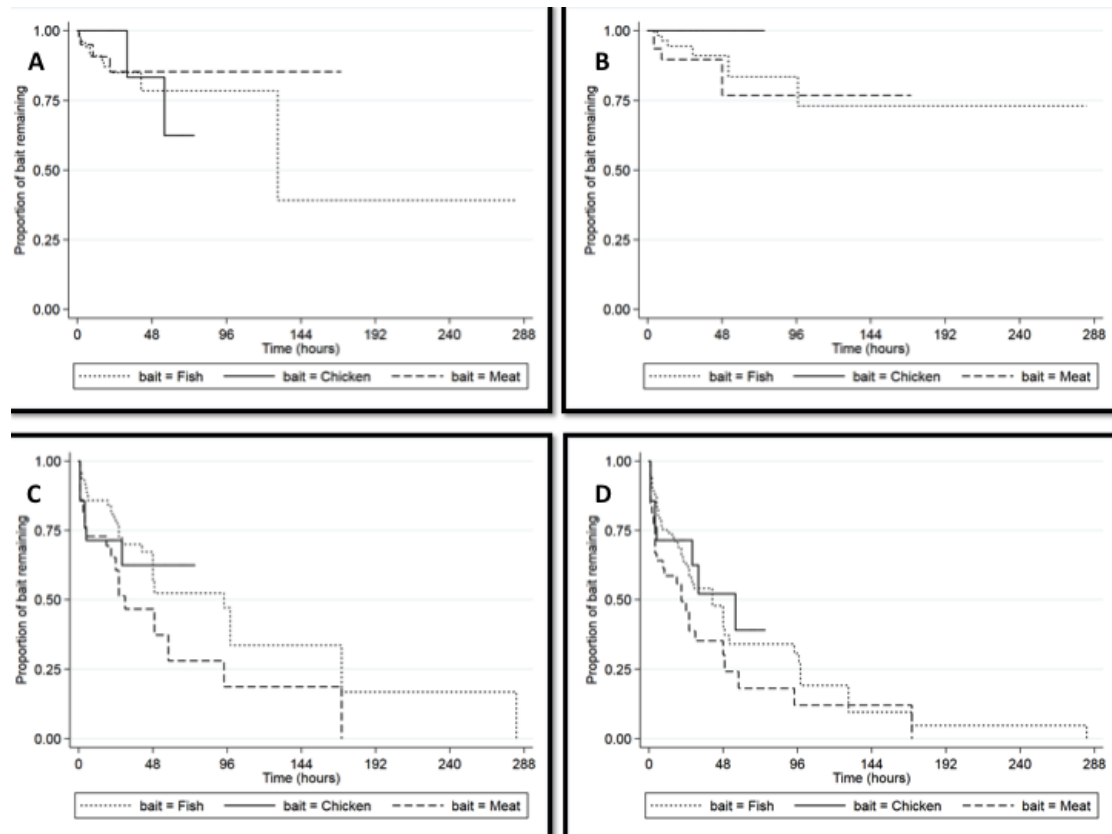 A
Proportion of bait remaining
1.00
0.75
0.50
0.25
0.00
0 48 96 144 192 240 288
Time (hours)
bait = Fish bait = Chicken bait = Meat
B
Proportion of bait remaining
1.00
0.75
0.50
0.25
0.00
0 48 96 144 192 240 288
Time (hours)
bait = Fish bait = Chicken bait = Meat
C
Proportion of bait remaining
1.00
0.75
0.50
0.25
0.00
0 48 96 144 192 240 288
Time (hours)
bait = Fish bait = Chicken bait = Meat
D
Proportion of bait remaining
1.00
0.75
0.50
0.25
0.00
0 48 96 144 192 240 288
Time (hours)
bait = Fish bait = Chicken bait = Meat